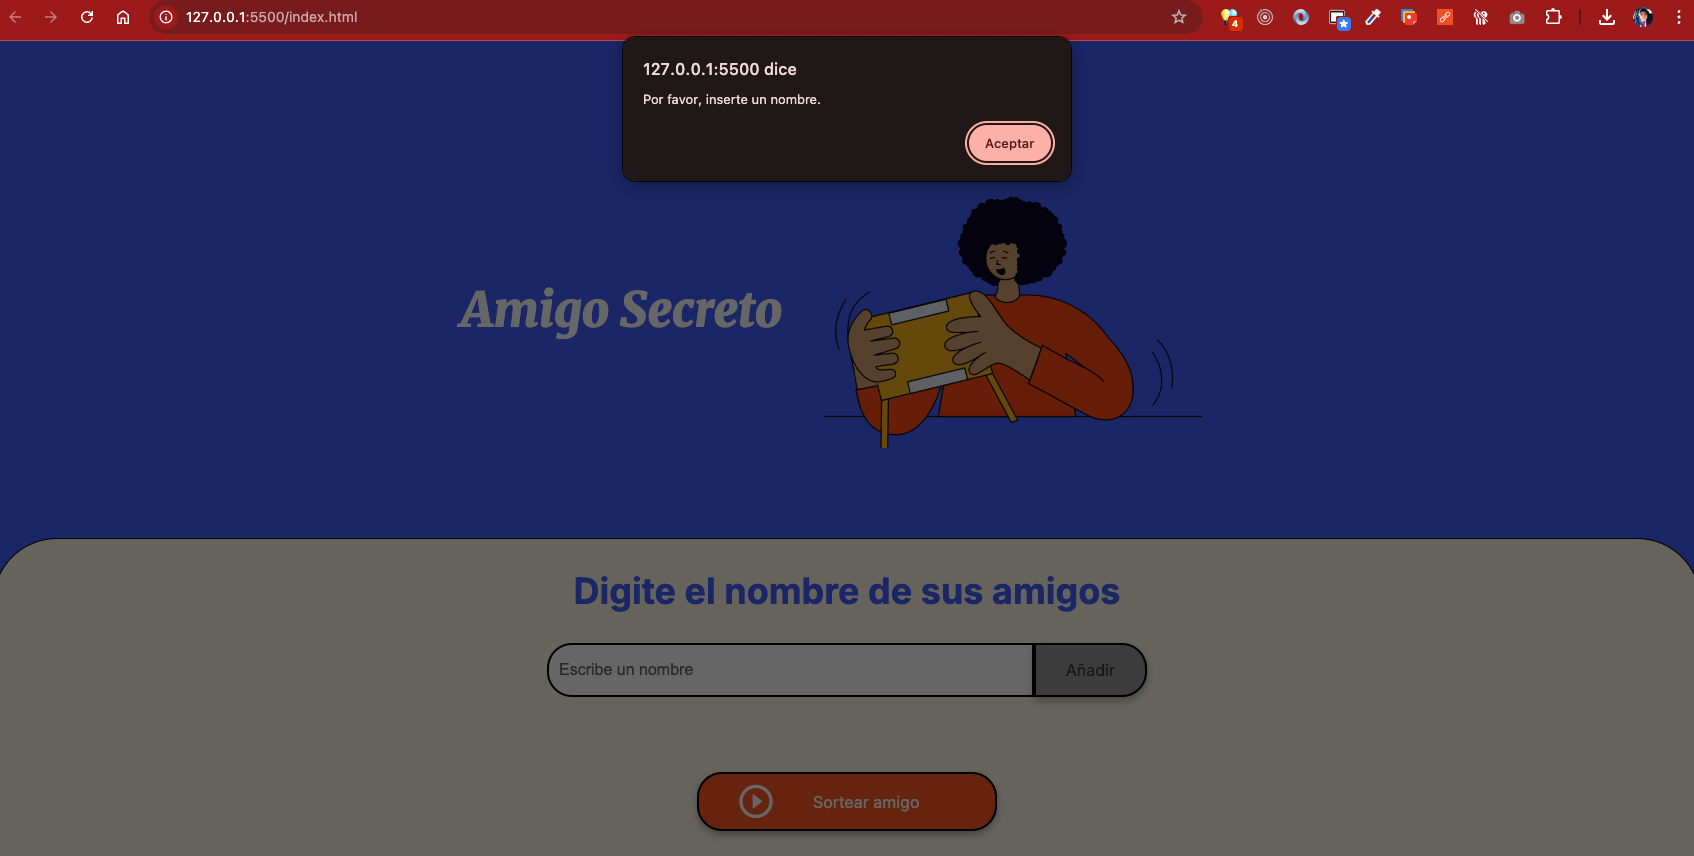 127.0.0.1:5500/index.html
4
127.0.0.1:5500 dice
Por favor, inserte un nombre.
Aceptar
Amigo Secreto
Digite el nombre de sus amigos
Escribe un nombre
Añadir
Sortear amigo